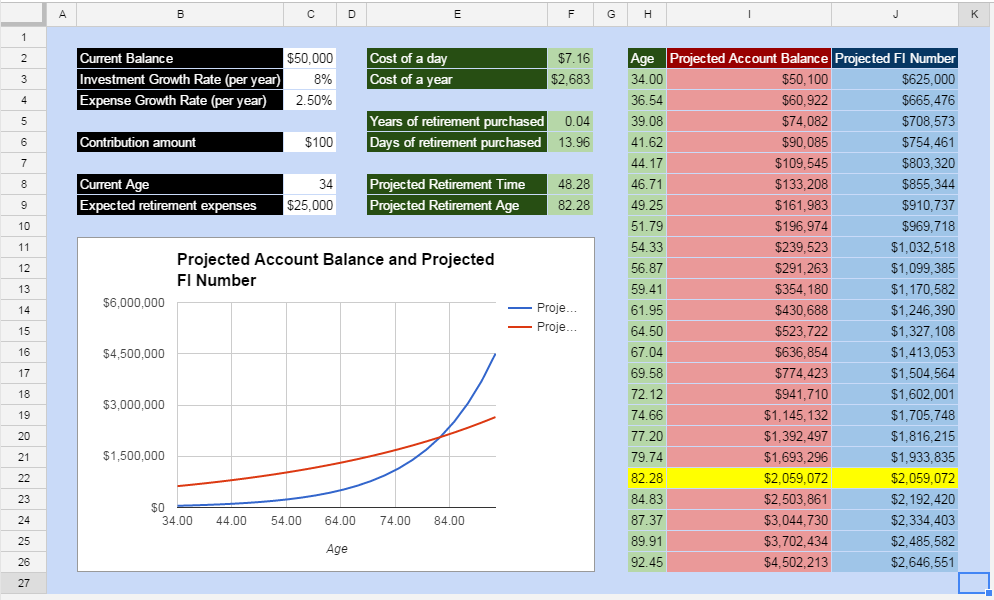 A B C D E F G H I J K
1
2 Current Balance $50,000 Cost of a day $7.16 Age Projected Account Balance Projected FI Number
3 Investment Growth Rate (per year) 8% Cost of a year $2,683 34.00 $50,100 $625,000
4 Expense Growth Rate (per year) 2.50% 36.54 $60,922 $665,476
5 Years of retirement purchased 0.04 39.08 $74,082 $708,573
6 Contribution amount $100 Days of retirement purchased 13.96 41.62 $90,085 $754,461
7 44.17 $109,545 $803,320
8 Current Age 34 Projected Retirement Time 48.28 46.71 $133,208 $855,344
9 Expected retirement expenses $25,000 Projected Retirement Age 82.28 49.25 $161,983 $910,737
10 51.79 $196,974 $969,718
11 54.33 $239,523 $1,032,518
12 56.87 $291,263 $1,099,385
13 59.41 $354,180 $1,170,582
14 61.95 $430,688 $1,246,390
15 64.50 $523,722 $1,327,108
16 67.04 $636,854 $1,413,053
17 69.58 $774,423 $1,504,564
18 72.12 $941,710 $1,602,001
19 74.66 $1,145,132 $1,705,748
20 77.20 $1,392,497 $1,816,215
21 79.74 $1,693,296 $1,933,835
22 82.28 $2,059,072 $2,059,072
23 84.83 $2,503,861 $2,192,420
24 87.37 $3,044,730 $2,334,403
25 89.91 $3,702,434 $2,485,582
26 92.45 $4,502,213 $2,646,551
27
Projected Account Balance and Projected
FI Number
$6,000,000
$4,500,000
$3,000,000
$1,500,000
$0
34.00 44.00 54.00 64.00 74.00 84.00
Age
Proje...
Proje...